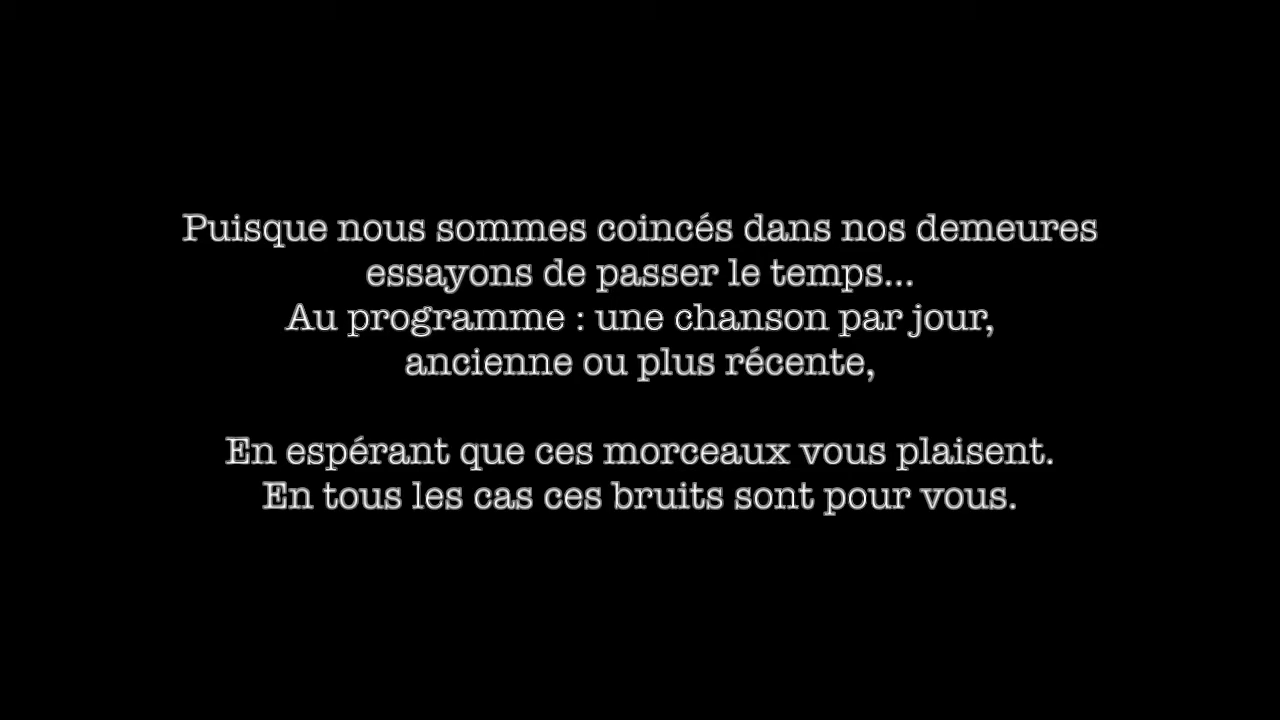 Puisque nous sommes coincés dans nos demeures
essayons de passer le temps...
Au programme : une chanson par jour,
ancienne ou plus récente,
En espérant que ces morceaux vous plaisent.
En tous les cas ces bruits sont pour vous.